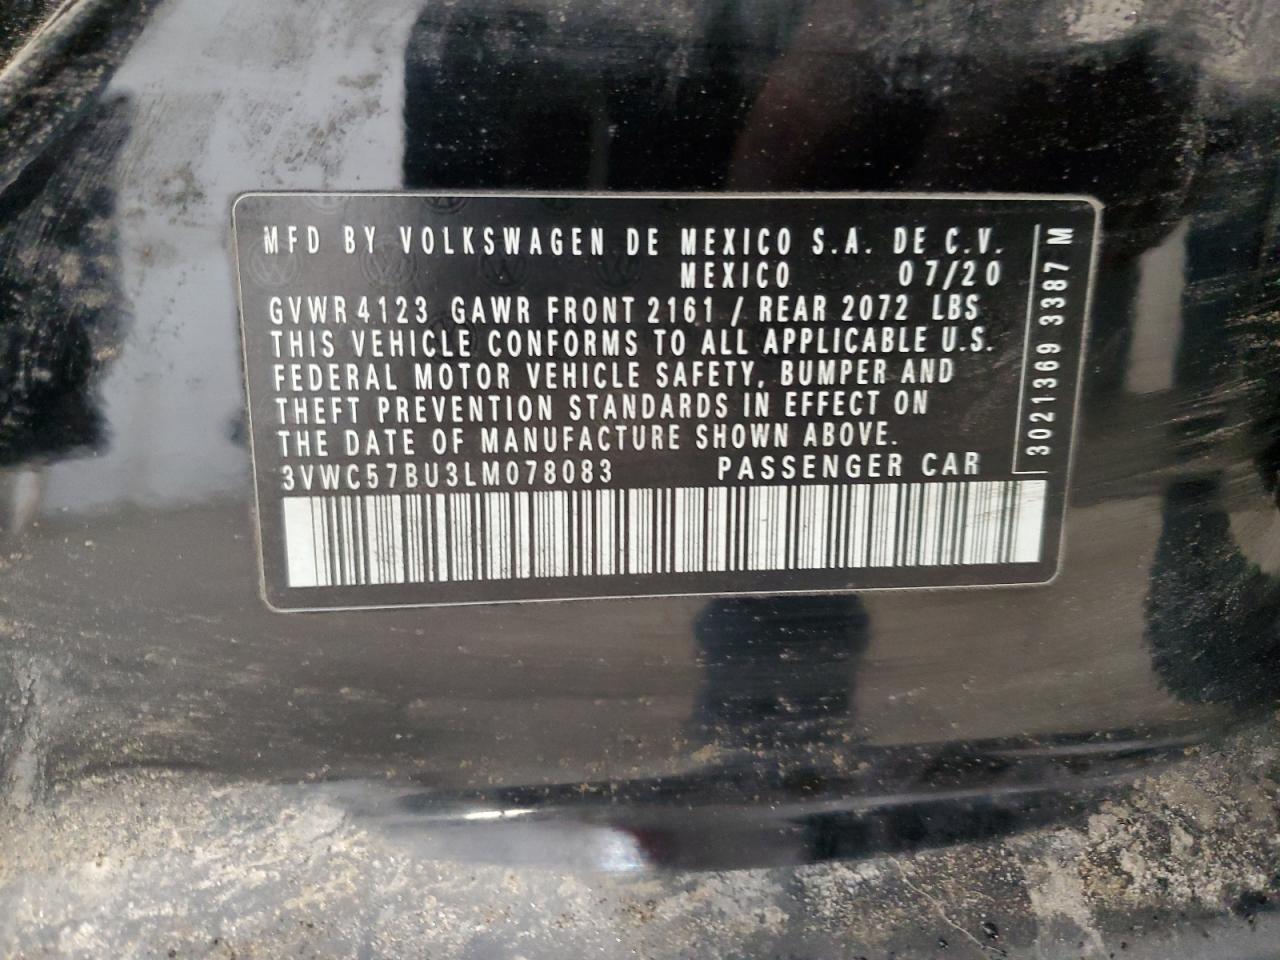 MFD BY VOLKSWAGEN DE MEXICO S.A. DE C.V.
MEXICO 07/20
GVWR 4123 GAWR FRONT 2161 / REAR 2072 LBS
THIS VEHICLE CONFORMS TO ALL APPLICABLE U.S.
FEDERAL MOTOR VEHICLE SAFETY, BUMPER AND
THEFT PREVENTION STANDARDS IN EFFECT ON
THE DATE OF MANUFACTURE SHOWN ABOVE.
3VWC57BU3LM078083 PASSENGER CAR
3021369 3387 M